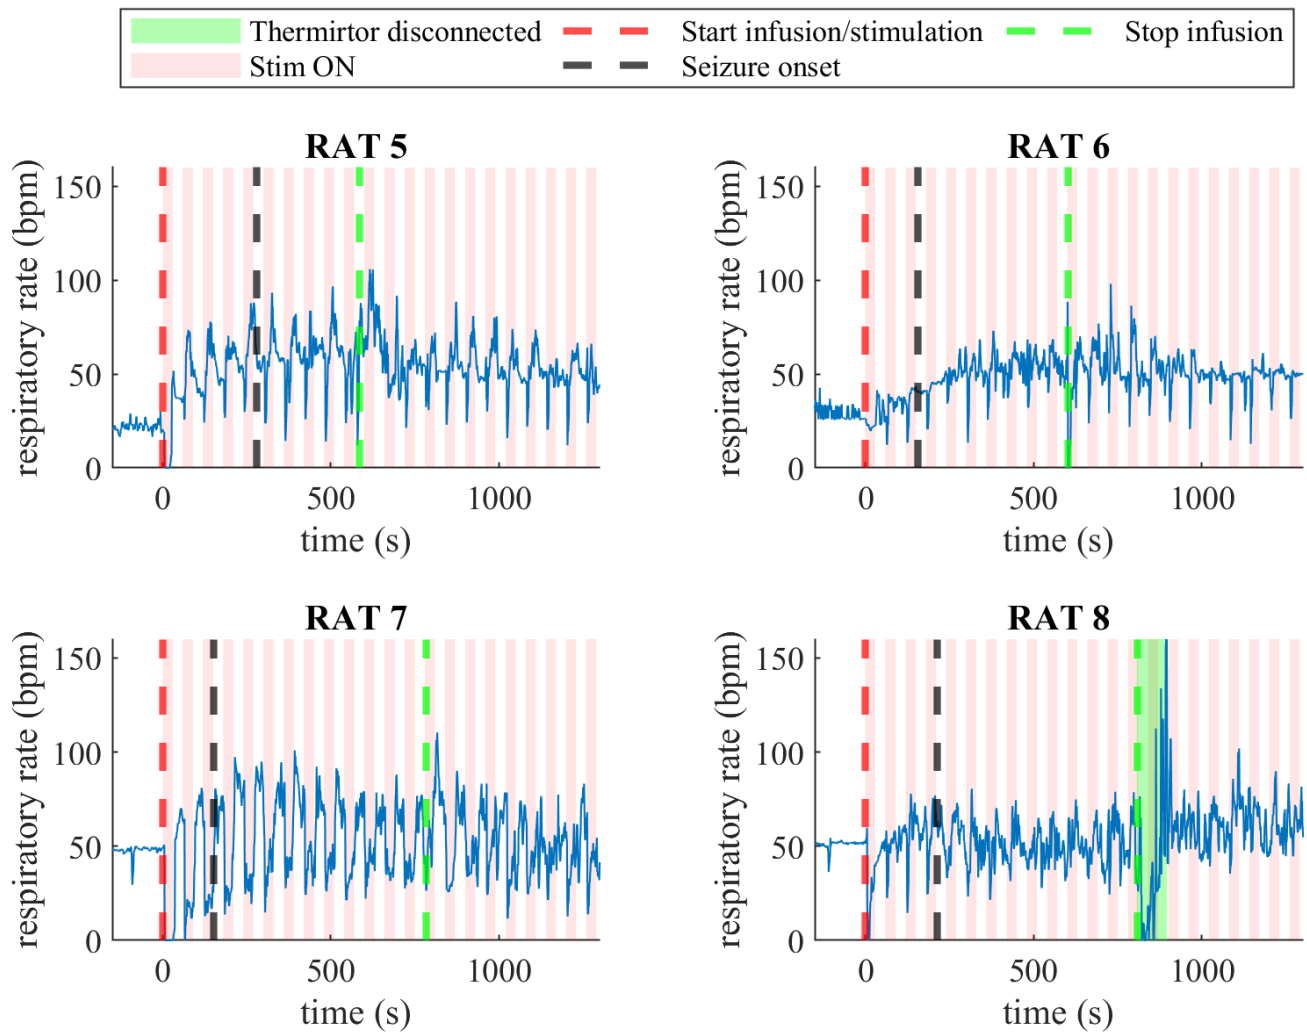 Thermirtor disconnected Start infusion/stimulation Stop infusion
Stim ON Seizure onset
RAT 5
respiratory rate (bpm)
150
100
50
0
0 500 1000
time (s)
RAT 6
respiratory rate (bpm)
150
100
50
0
0 500 1000
time (s)
RAT 7
respiratory rate (bpm)
150
100
50
0
0 500 1000
time (s)
RAT 8
respiratory rate (bpm)
150
100
50
0
0 500 1000
time (s)